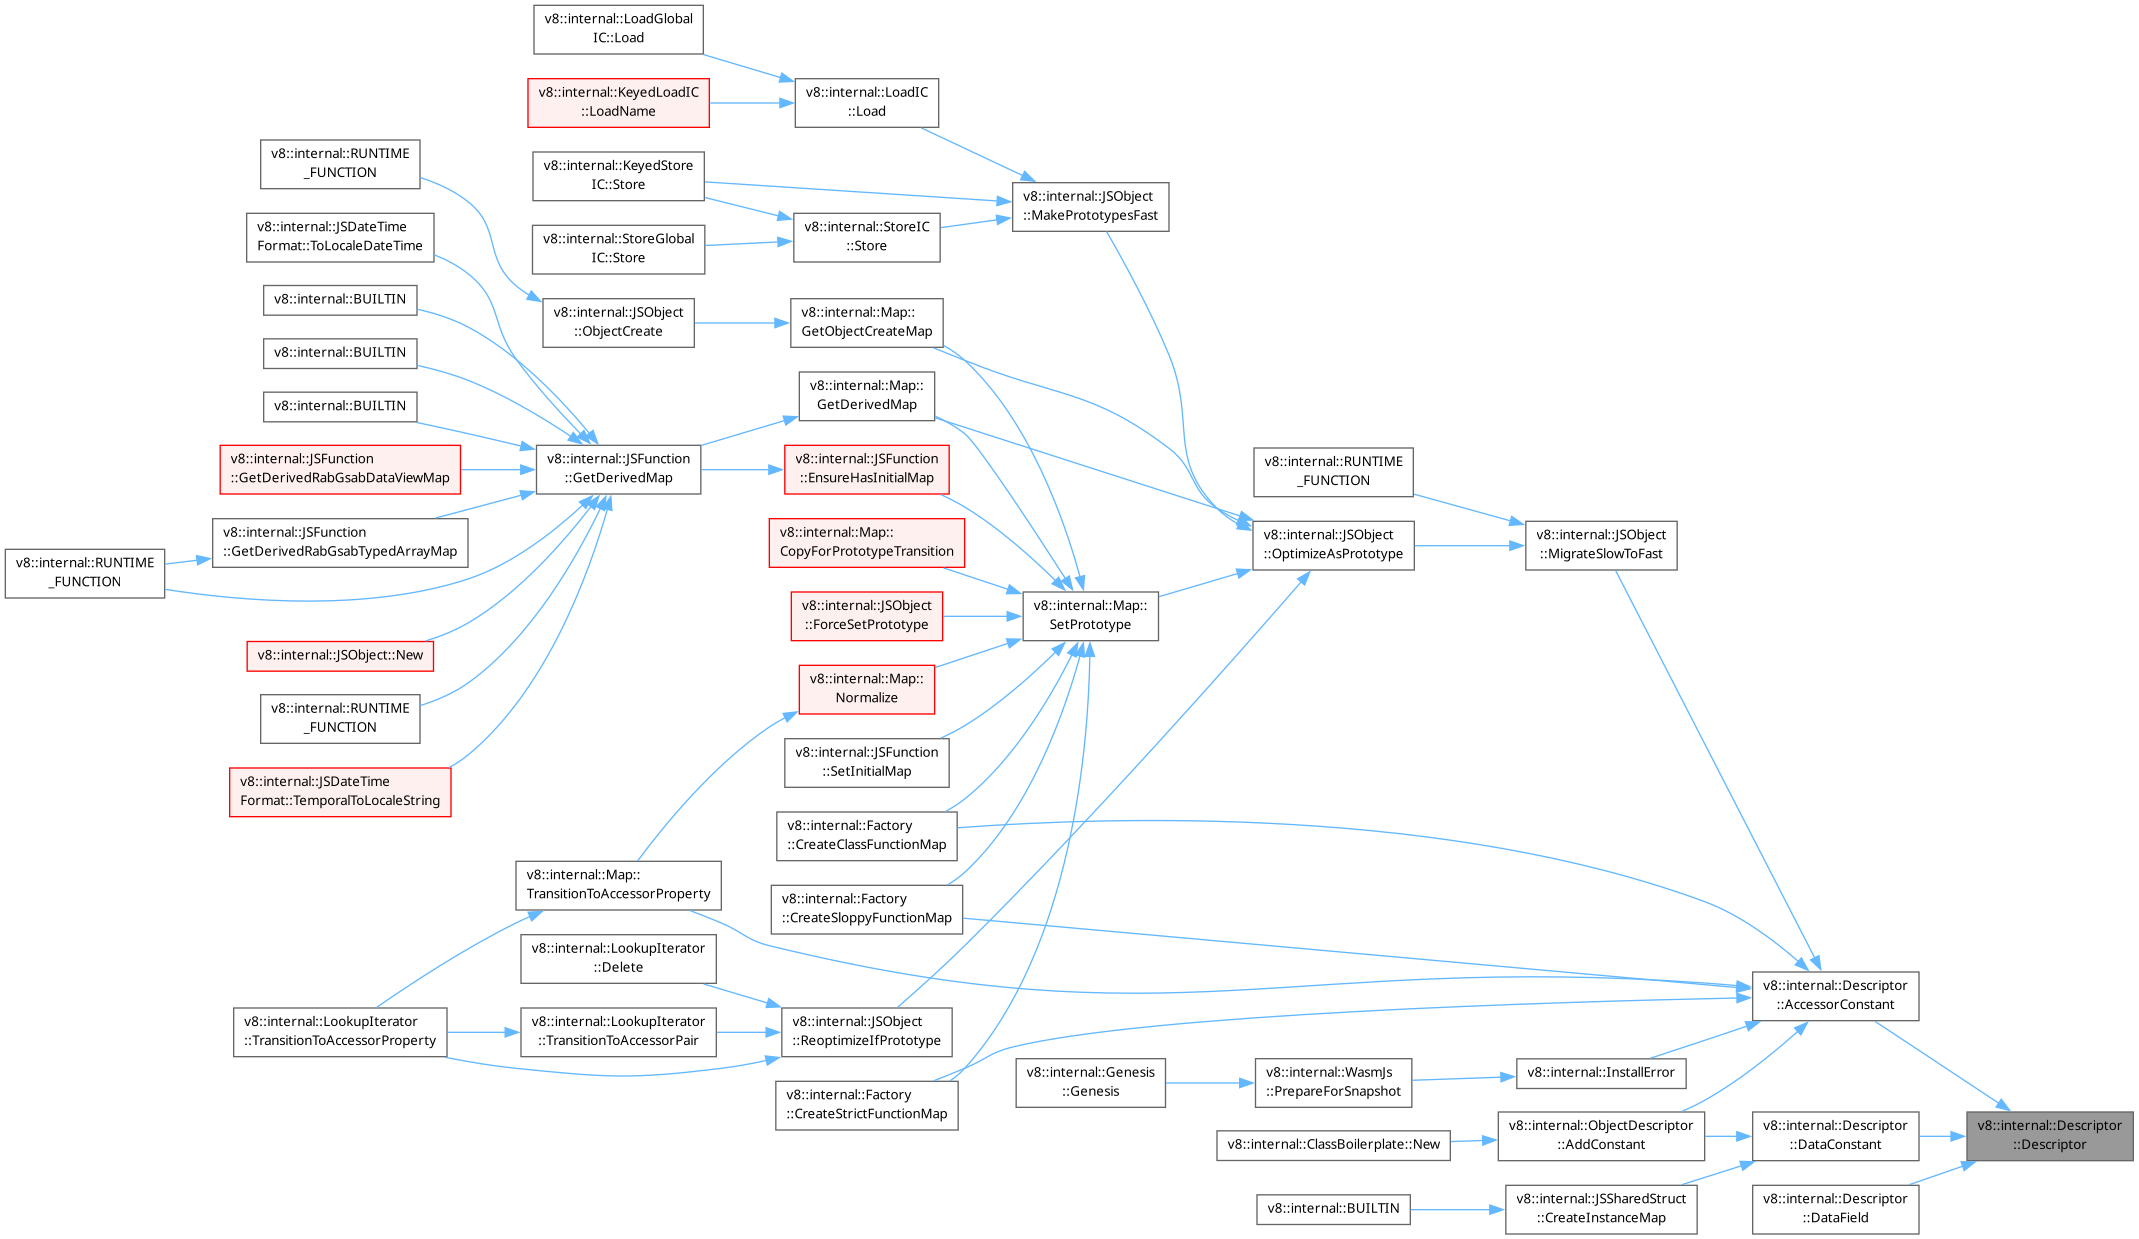 v8::internal::LoadGlobal
IC::Load
v8::internal::KeyedLoadIC
::LoadName
v8::internal::LoadIC
::Load
v8::internal::RUNTIME
_FUNCTION
v8::internal::KeyedStore
IC::Store
v8::internal::JSObject
::MakePrototypesFast
v8::internal::JSDateTime
Format::ToLocaleDateTime
v8::internal::StoreGlobal
IC::Store
v8::internal::StoreIC
::Store
v8::internal::BUILTIN
v8::internal::JSObject
::ObjectCreate
v8::internal::Map::
GetObjectCreateMap
v8::internal::BUILTIN
v8::internal::Map::
GetDerivedMap
v8::internal::BUILTIN
v8::internal::JSFunction
::GetDerivedRabGsabDataViewMap
v8::internal::JSFunction
::GetDerivedMap
v8::internal::JSFunction
::EnsureHasInitialMap
v8::internal::RUNTIME
_FUNCTION
v8::internal::JSFunction
::GetDerivedRabGsabTypedArrayMap
v8::internal::Map::
CopyForPrototypeTransition
v8::internal::JSObject
::OptimizeAsPrototype
v8::internal::JSObject
::MigrateSlowToFast
v8::internal::RUNTIME
_FUNCTION
v8::internal::JSObject
::ForceSetPrototype
v8::internal::Map::
SetPrototype
v8::internal::JSObject::New
v8::internal::Map::
Normalize
v8::internal::RUNTIME
_FUNCTION
v8::internal::JSFunction
::SetInitialMap
v8::internal::JSDateTime
Format::TemporalToLocaleString
v8::internal::Factory
::CreateClassFunctionMap
v8::internal::Map::
TransitionToAccessorProperty
v8::internal::Factory
::CreateSloppyFunctionMap
v8::internal::LookupIterator
::Delete
v8::internal::Descriptor
::AccessorConstant
v8::internal::LookupIterator
::TransitionToAccessorProperty
v8::internal::LookupIterator
::TransitionToAccessorPair
v8::internal::JSObject
::ReoptimizeIfPrototype
v8::internal::Genesis
::Genesis
v8::internal::WasmJs
::PrepareForSnapshot
v8::internal::InstallError
v8::internal::Factory
::CreateStrictFunctionMap
v8::internal::ClassBoilerplate::New
v8::internal::ObjectDescriptor
::AddConstant
v8::internal::Descriptor
::DataConstant
v8::internal::Descriptor
::Descriptor
v8::internal::BUILTIN
v8::internal::JSSharedStruct
::CreateInstanceMap
v8::internal::Descriptor
::DataField